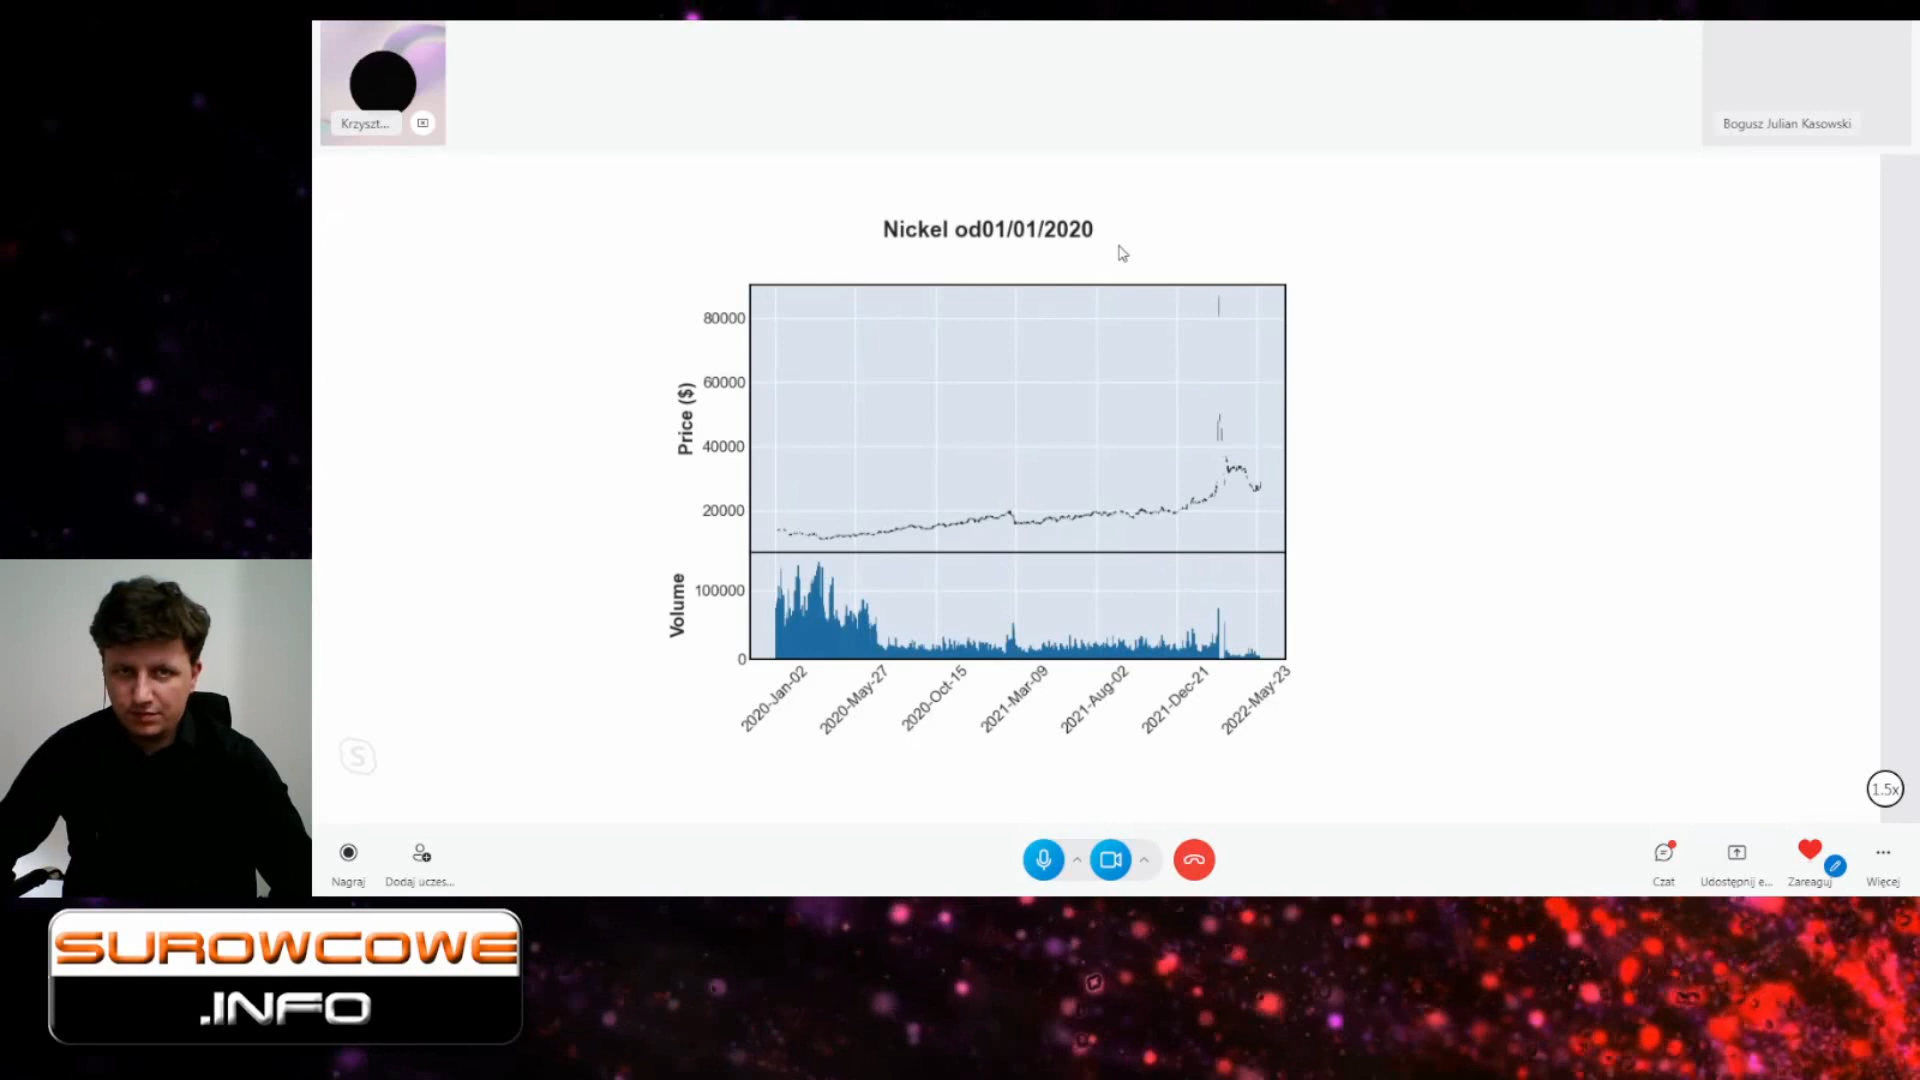 Krzyszt...
Bogusz Julian Kasowski
Nickel od01/01/2020
Price ($)
80000
60000
40000
20000
Volume
100000
0
2020-Jan-02
2020-May-27
2020-Oct-15
2021-Mar-09
2021-Aug-02
2021-Dec-21
2022-May-23
1.5x
Nagraj
Dodaj uczes...
Czat
Udostępnij e...
Zareaguj
Więcej
SUROWCOWE
.INFO